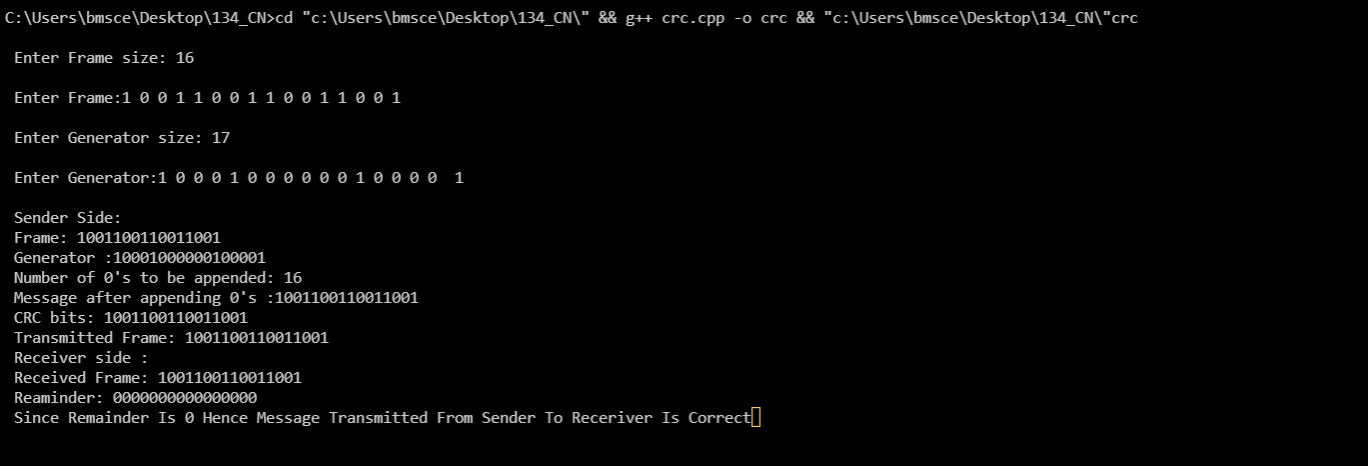 C:\Users\bmsce\Desktop\134_CN>cd "c:\Users\bmsce\Desktop\134_CN\" && g++ crc.cpp -o crc && "c:\Users\bmsce\Desktop\134_CN\"crc
Enter Frame size: 16
Enter Frame:1 0 0 1 1 0 0 1 1 0 0 1 1 0 0 1
Enter Generator size: 17
Enter Generator:1 0 0 0 1 0 0 0 0 0 0 1 0 0 0 0  1
Sender Side:
Frame: 1001100110011001
Generator :10001000000100001
Number of 0's to be appended: 16
Message after appending 0's :1001100110011001
CRC bits: 1001100110011001
Transmitted Frame: 1001100110011001
Receiver side :
Received Frame: 1001100110011001
Reaminder: 0000000000000000
Since Remainder Is 0 Hence Message Transmitted From Sender To Receriver Is Correct